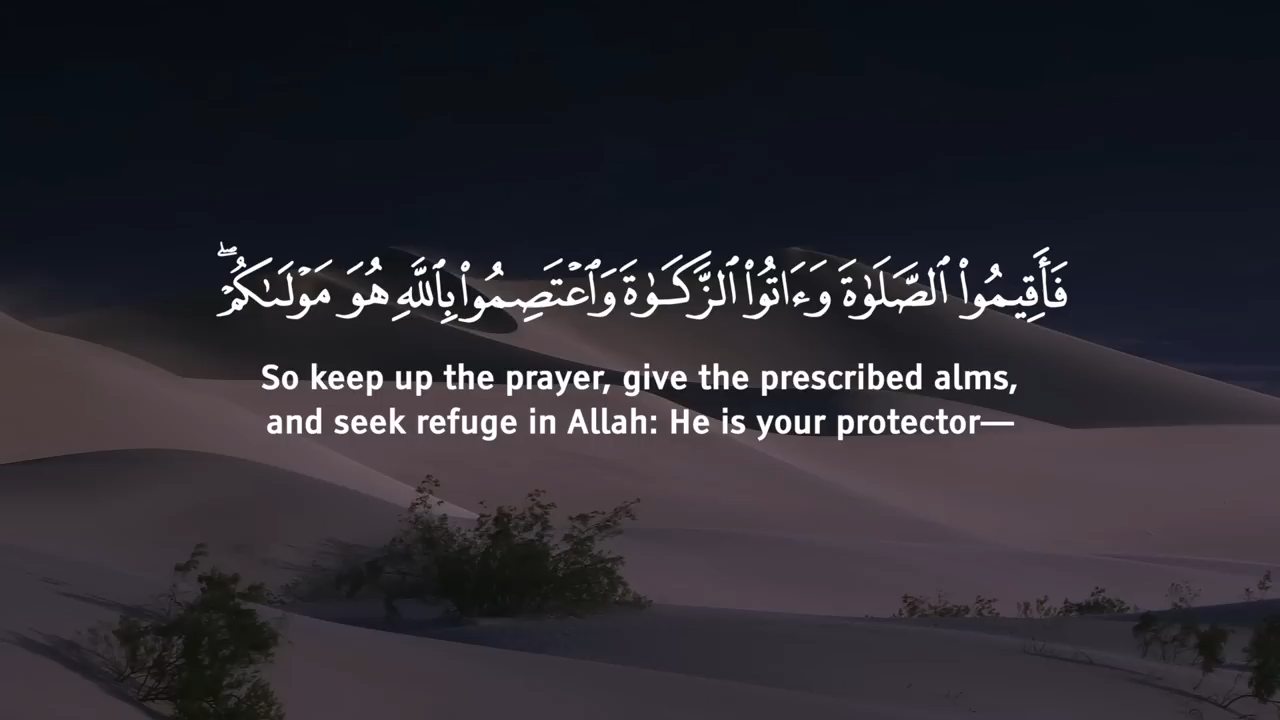 فَأَقِيمُوا۟ ٱلصَّلَوٰةَ وَءَاتُوا۟ ٱلزَّكَوٰةَ وَٱعْتَصِمُوا۟ بِٱللَّهِ هُوَ مَوْلَىٰكُمْ ۖ
So keep up the prayer, give the prescribed alms,
and seek refuge in Allah: He is your protector—